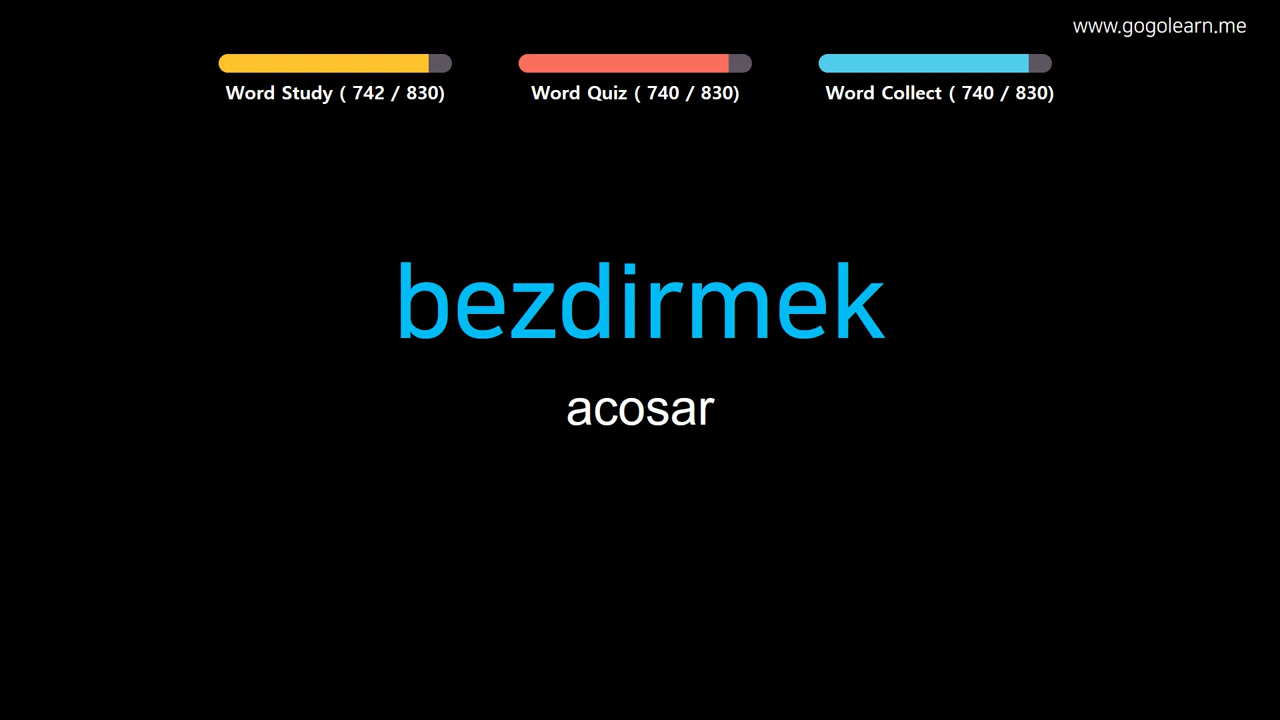 www.gogolearn.me
Word Study ( 742 / 830)
Word Quiz ( 740 / 830)
Word Collect ( 740 / 830)
bezdirmek
acosar